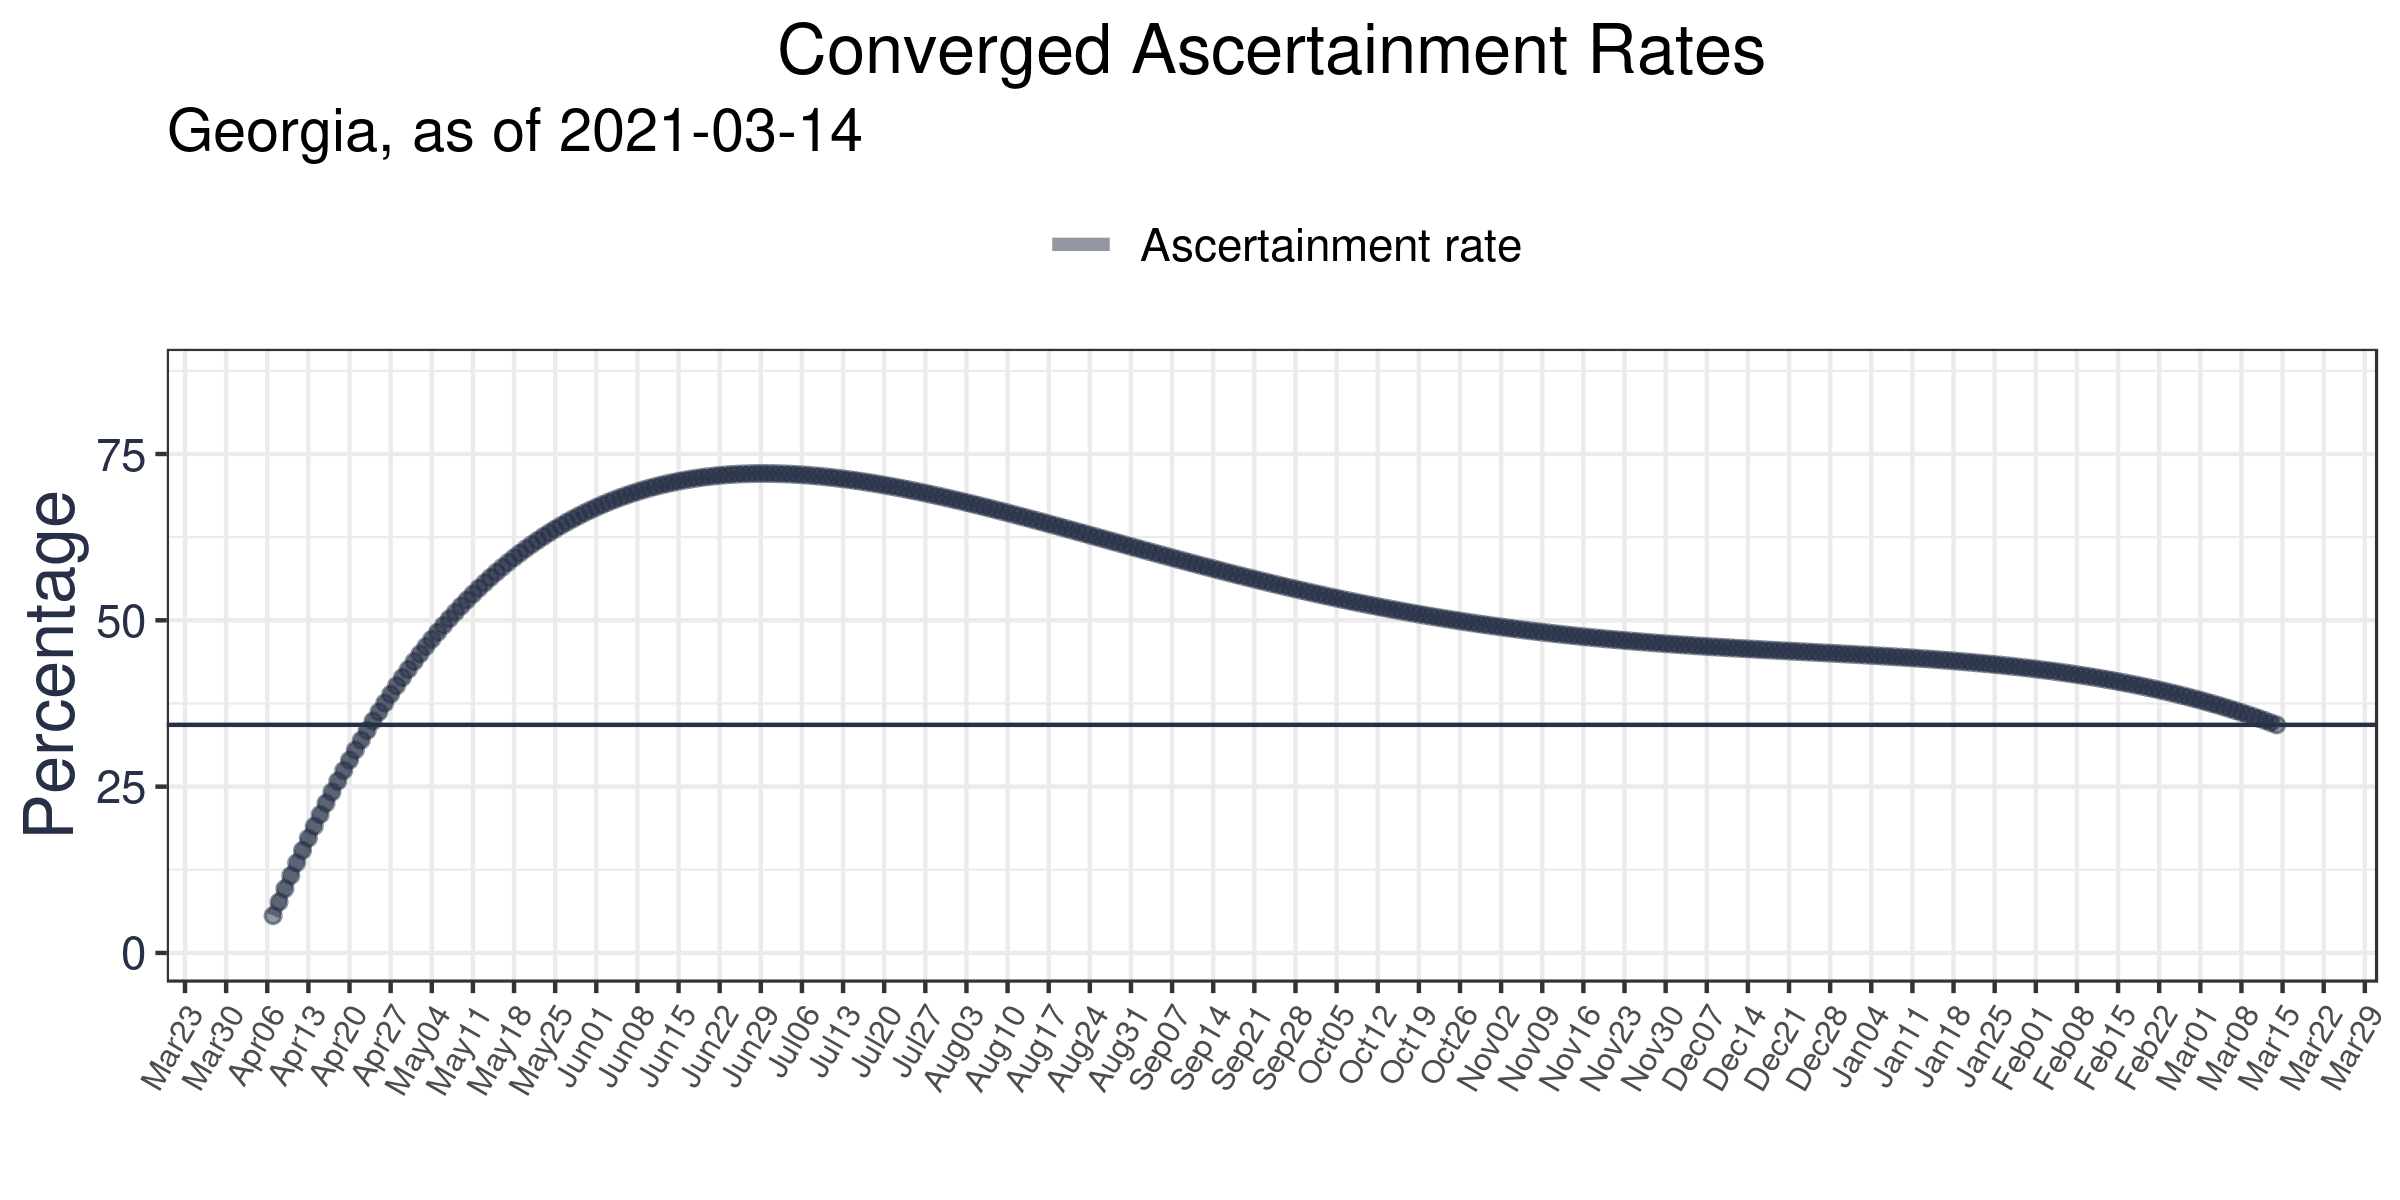 Converged Ascertainment Rates
Georgia, as of 2021-03-14
Ascertainment rate
Percentage
75
50
25
0
Mar23
Mar30
Apr06
Apr13
Apr20
Apr27
May04
May11
May18
May25
Jun01
Jun08
Jun15
Jun22
Jun29
Jul06
Jul13
Jul20
Jul27
Aug03
Aug10
Aug17
Aug24
Aug31
Sep07
Sep14
Sep21
Sep28
Oct05
Oct12
Oct19
Oct26
Nov02
Nov09
Nov16
Nov23
Nov30
Dec07
Dec14
Dec21
Dec28
Jan04
Jan11
Jan18
Jan25
Feb01
Feb08
Feb15
Feb22
Mar01
Mar08
Mar15
Mar22
Mar29